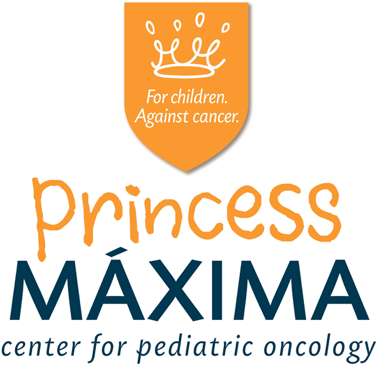 For children.
Against cancer.
princess
MÁXIMA
center for pediatric oncology